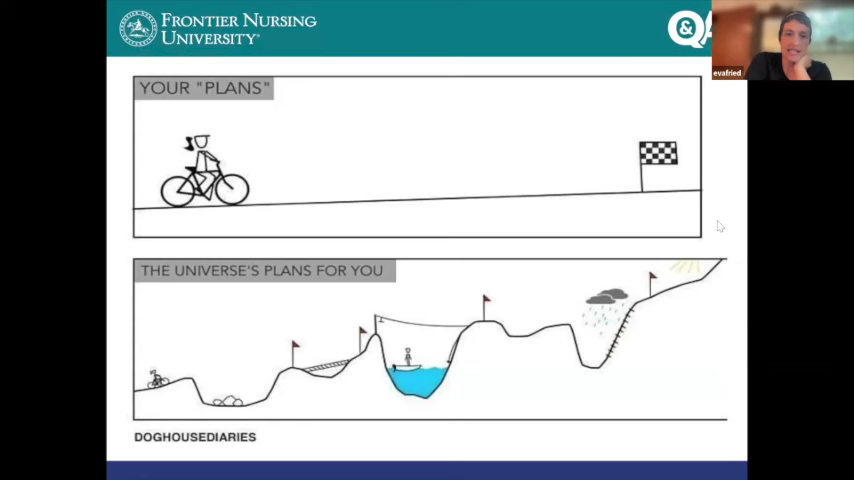 FRONTIER NURSING
UNIVERSITY®
&
evafried
YOUR "PLANS"
THE UNIVERSE'S PLANS FOR YOU
DOGHOUSEDIARIES